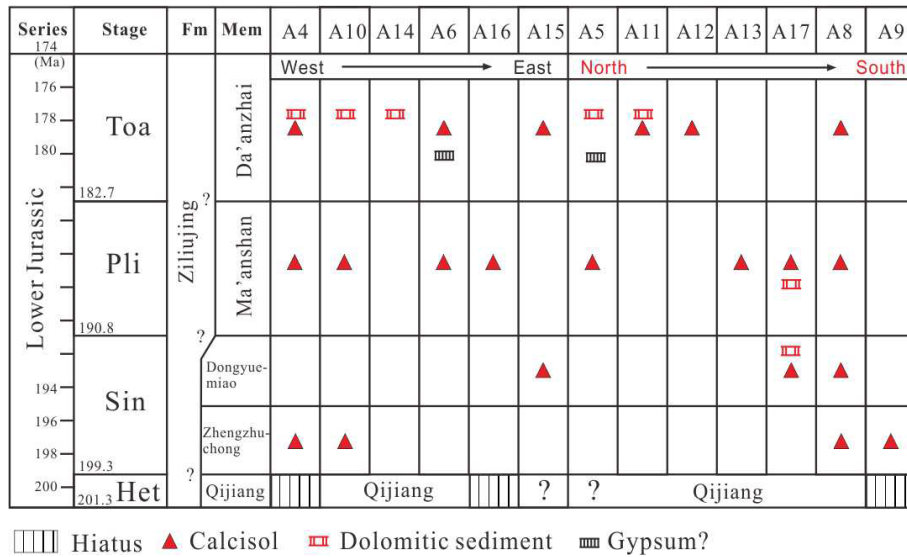 Series Stage Fm Mem A4 A10 A14 A6 A16 A15 A5 A11 A12 A13 A17 A8 A9
174
(Ma) West East North South
176
178 Toa Da'anzhai
180
182.7 ?
Lower Jurassic Pli Ziliujing Ma'anshan
190.8 ?
Dongyue-
miao
194 Sin
196 Zhengzhu-
chong
198
199.3 ?
200 Het Qijiang Qijiang ? ? Qijiang
201.3
Hiatus Calcisol Dolomitic sediment Gypsum?